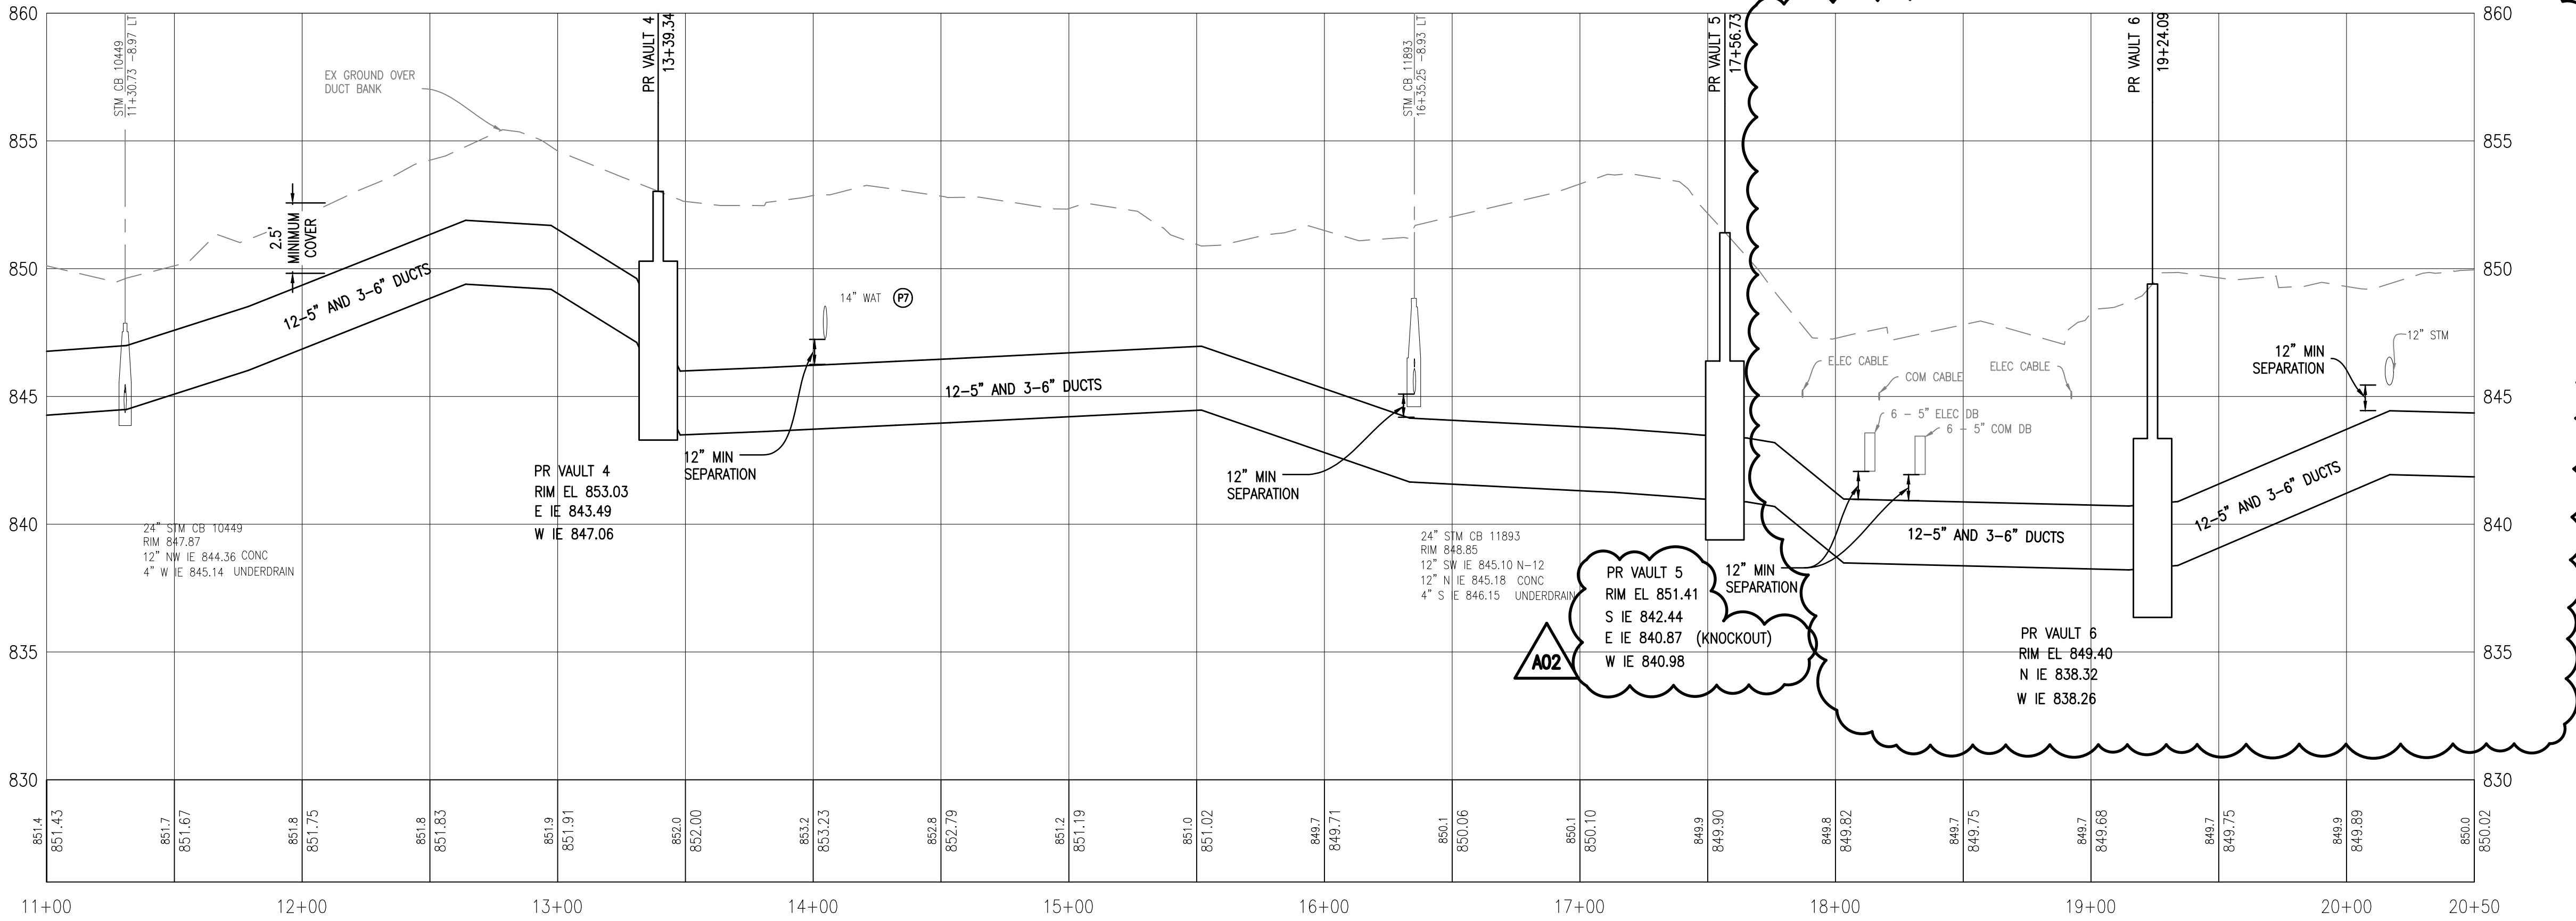 860
855
850
845
840
835
830
STM CB 10449
11+30.73 -8.97 LT
EX GROUND OVER
DUCT BANK
2.5'
MINIMUM
COVER
12-5" AND 3-6" DUCTS
24" STM CB 10449
RIM 847.87
12" NW IE 844.36 CONC
4" W IE 845.14 UNDERDRAIN
PR VAULT 4
13+39.34
PR VAULT 4
RIM EL 853.03
E IE 843.49
W IE 847.06
14" WAT P7
12" MIN
SEPARATION
12-5" AND 3-6" DUCTS
STM CB 11893
16+35.25 -8.93 LT
12" MIN
SEPARATION
24" STM CB 11893
RIM 848.85
12" SW IE 845.10 N-12
12" N IE 845.18 CONC
4" S IE 846.15 UNDERDRAIN
PR VAULT 5
17+56.73
A02
PR VAULT 5
RIM EL 851.41
S IE 842.44
E IE 840.87 (KNOCKOUT)
W IE 840.98
12" MIN
SEPARATION
ELEC CABLE
COM CABLE
ELEC CABLE
6 - 5" ELEC DB
6 - 5" COM DB
12-5" AND 3-6" DUCTS
PR VAULT 6
19+24.09
PR VAULT 6
RIM EL 849.40
N IE 838.32
W IE 838.26
12" MIN
SEPARATION
12" STM
12-5" AND 3-6" DUCTS
860
855
850
845
840
835
830
851.4
851.43
851.7
851.67
851.8
851.75
851.8
851.83
851.9
851.91
852.0
852.00
853.2
853.23
852.8
852.79
851.2
851.19
851.0
851.02
849.7
849.71
850.1
850.06
850.1
850.10
849.9
849.90
849.8
849.82
849.7
849.75
849.7
849.68
849.7
849.75
849.9
849.89
850.0
850.02
11+00
12+00
13+00
14+00
15+00
16+00
17+00
18+00
19+00
20+00
20+50